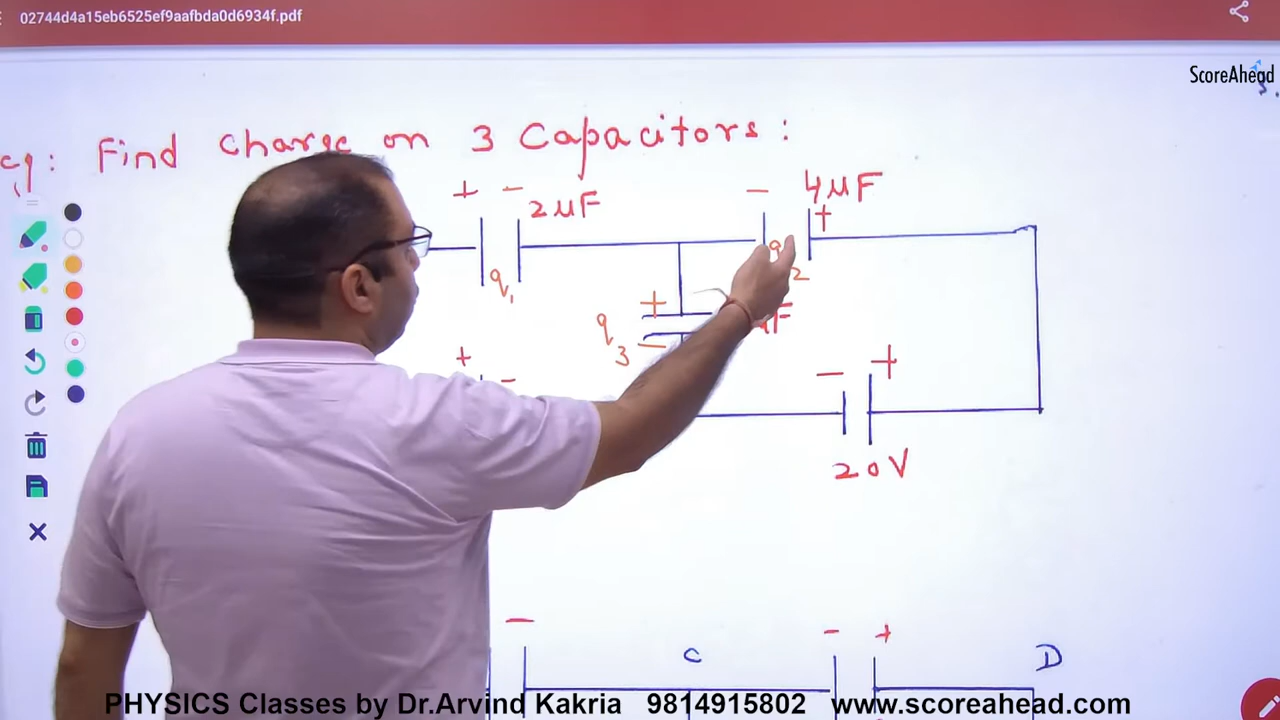 02744d4a15eb6525ef9aafbda0d6934f.pdf
ScoreAhead
Find Charge on 3 Capacitors:
+ - 2μF - 4μF +
q1 q2
+ q3 -
+ -
- +
20V
- C - + D
PHYSICS Classes by Dr.Arvind Kakria 9814915802 www.scoreahead.com